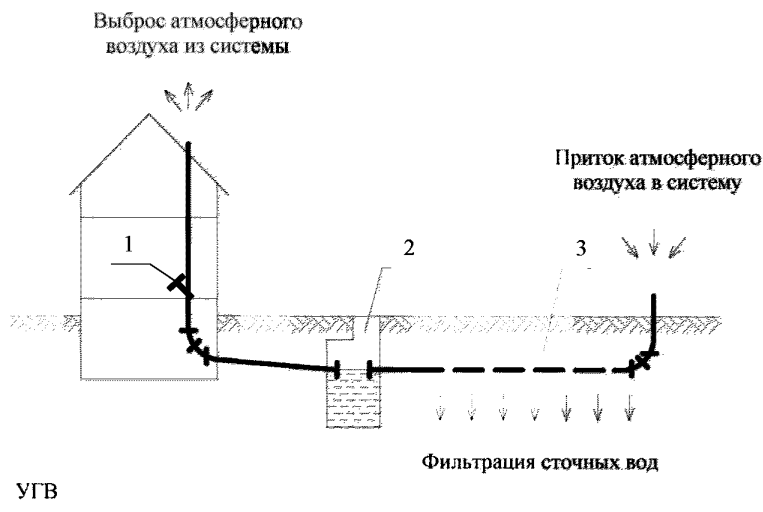 Выброс атмосферного
воздуха из системы
Приток атмосферного
воздуха в систему
1
2
3
Фильтрация сточных вод
УГВ